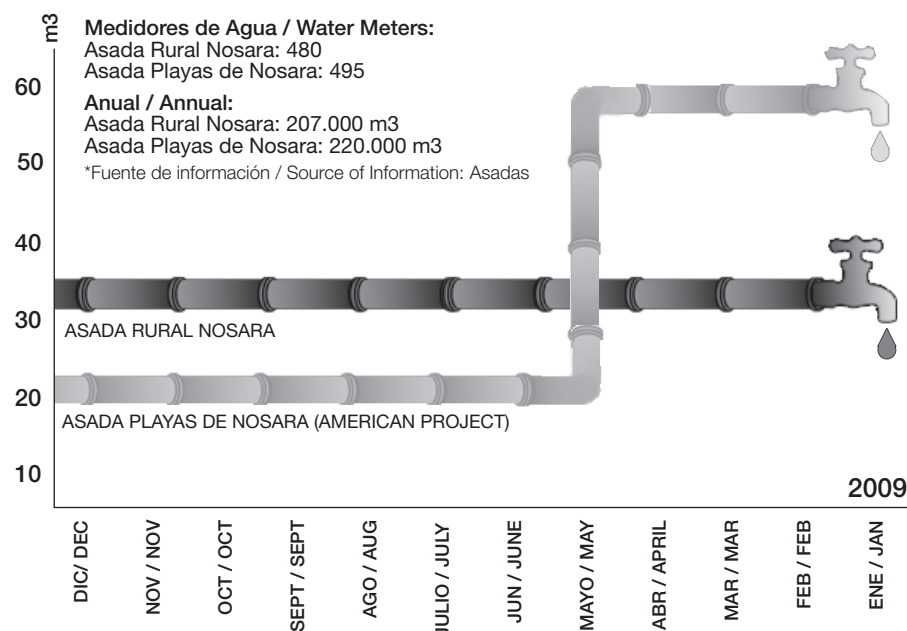 m3
Medidores de Agua / Water Meters:
Asada Rural Nosara: 480
Asada Playas de Nosara: 495
Anual / Annual:
Asada Rural Nosara: 207.000 m3
Asada Playas de Nosara: 220.000 m3
*Fuente de información / Source of Information: Asadas
60
50
40
30
20
10
ASADA RURAL NOSARA
ASADA PLAYAS DE NOSARA (AMERICAN PROJECT)
2009
DIC/ DEC
NOV / NOV
OCT / OCT
SEPT / SEPT
AGO / AUG
JULIO / JULY
JUN / JUNE
MAYO / MAY
ABR / APRIL
MAR / MAR
FEB / FEB
ENE / JAN